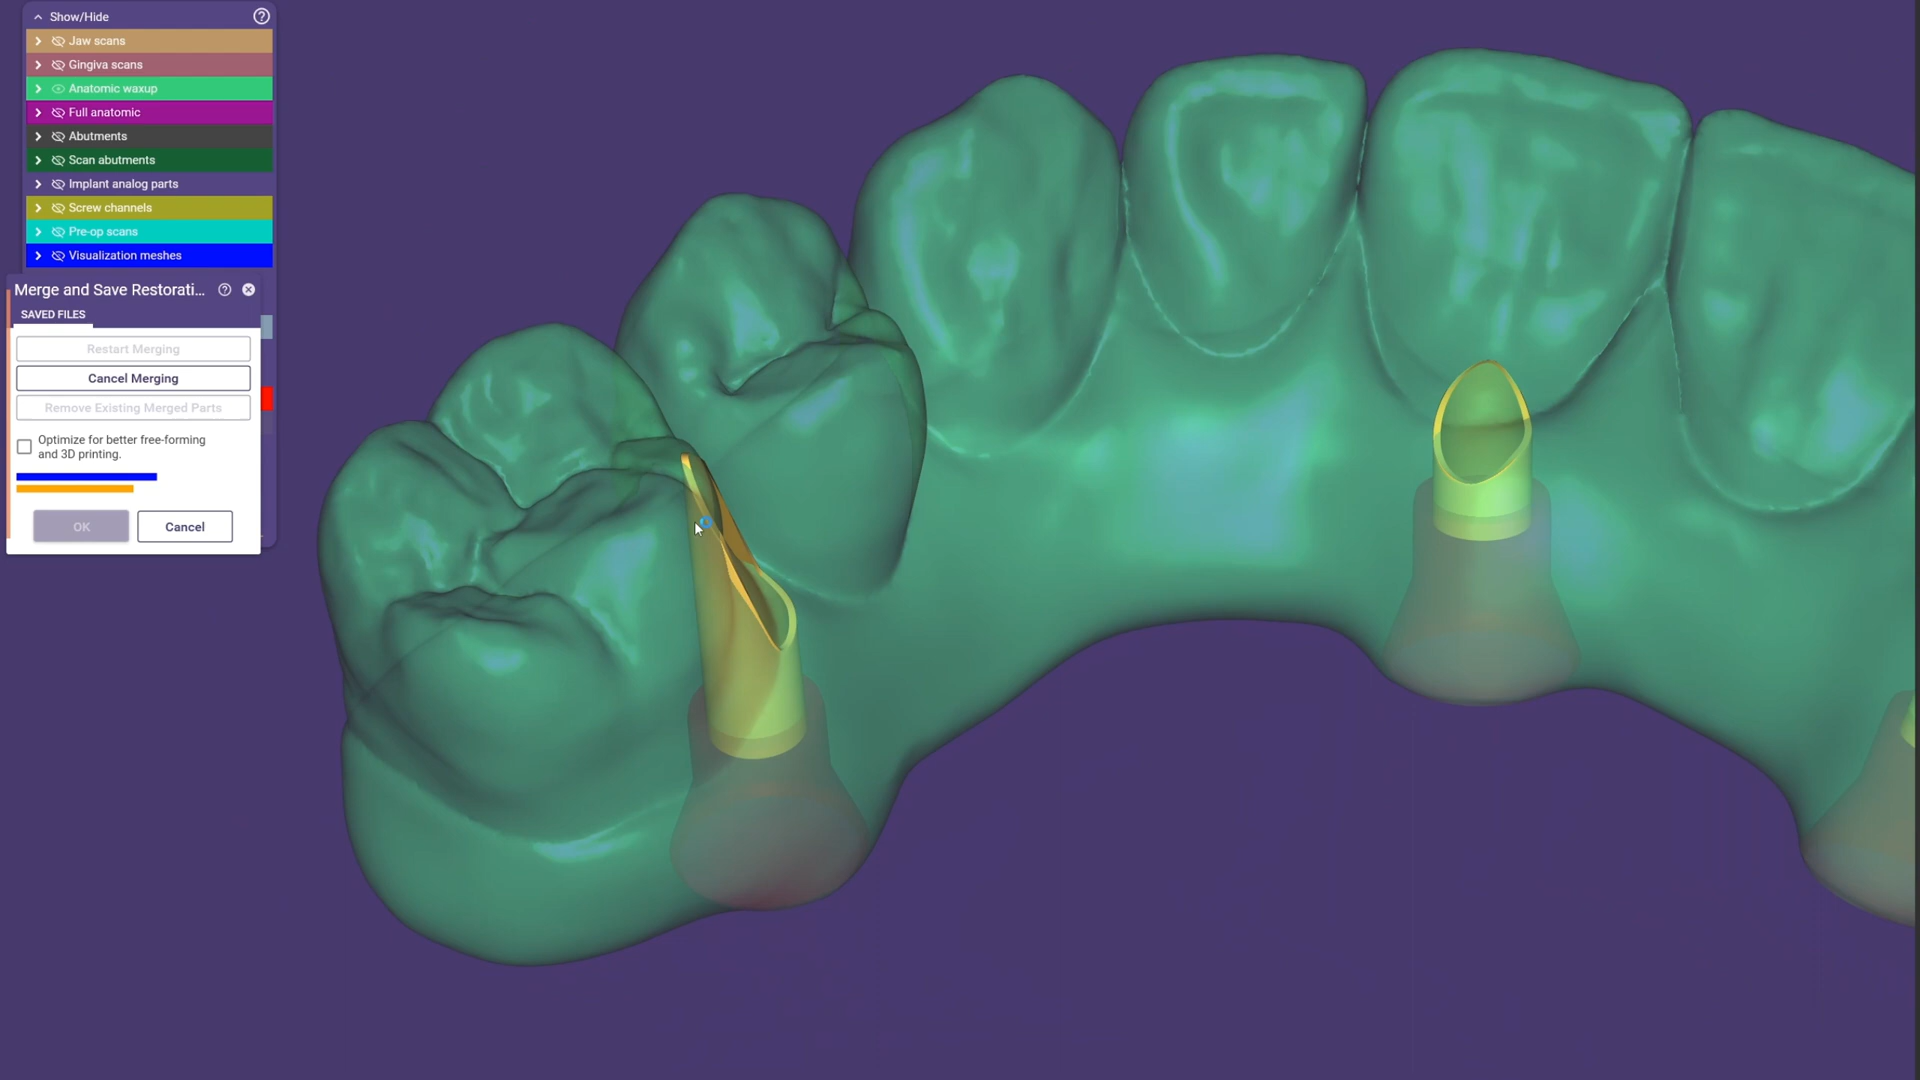 Show/Hide
Jaw scans
Gingiva scans
Anatomic waxup
Full anatomic
Abutments
Scan abutments
Implant analog parts
Screw channels
Pre-op scans
Visualization meshes
Merge and Save Restorati...
SAVED FILES
Restart Merging
Cancel Merging
Remove Existing Merged Parts
Optimize for better free-forming
and 3D printing.
OK
Cancel